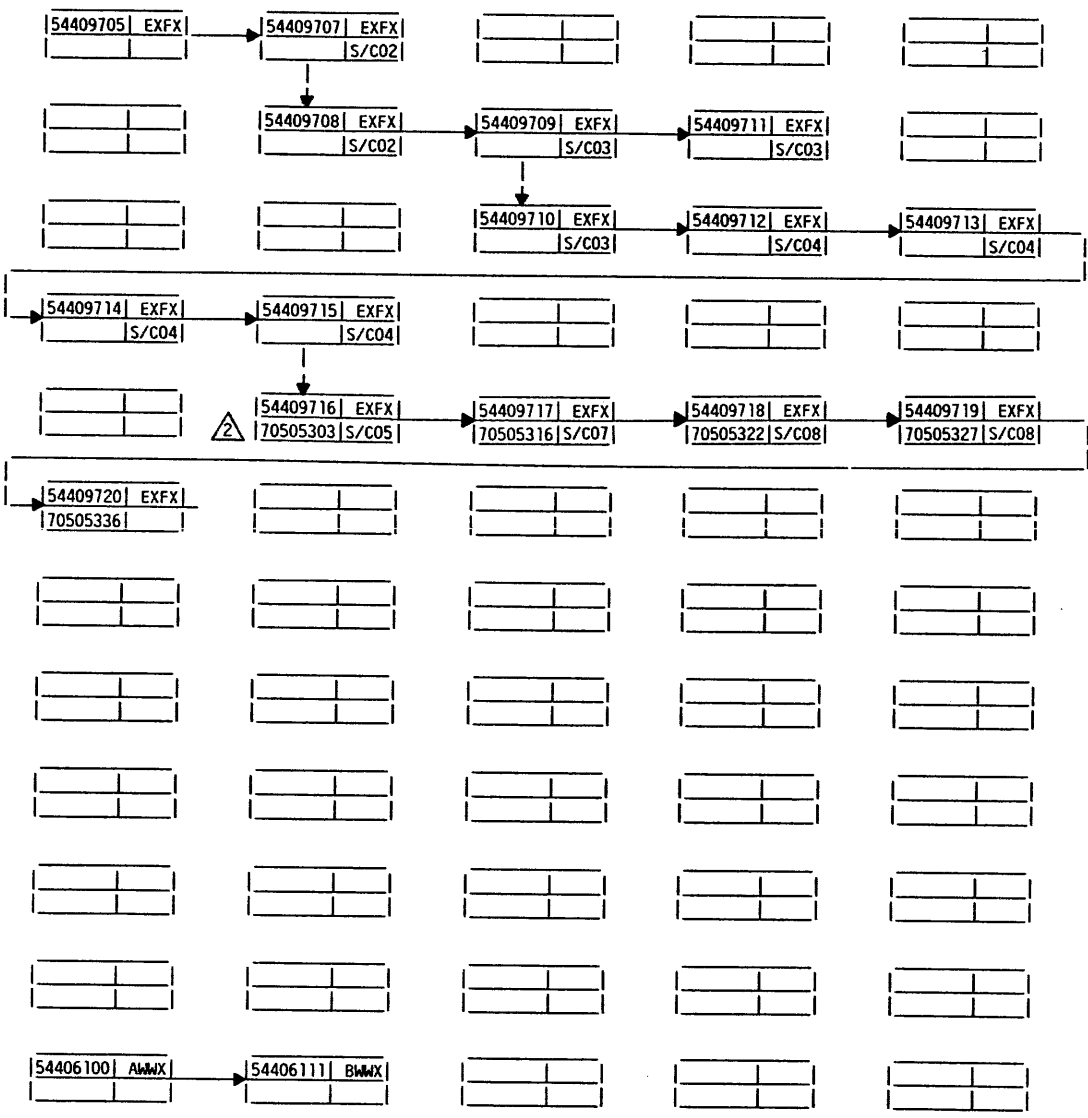 54409705 EXFX 54409707 EXFX
S/C02
54409708 EXFX 54409709 EXFX 54409711 EXFX
S/C02 S/C03 S/C03
54409710 EXFX 54409712 EXFX 54409713 EXFX
S/C03 S/C04 S/C04
54409714 EXFX 54409715 EXFX
S/C04 S/C04
54409716 EXFX 54409717 EXFX 54409718 EXFX 54409719 EXFX
2 70505303 S/C05 70505316 S/C07 70505322 S/C08 70505327 S/C08
54409720 EXFX
70505336
54406100 AWWX 54406111 BWWX